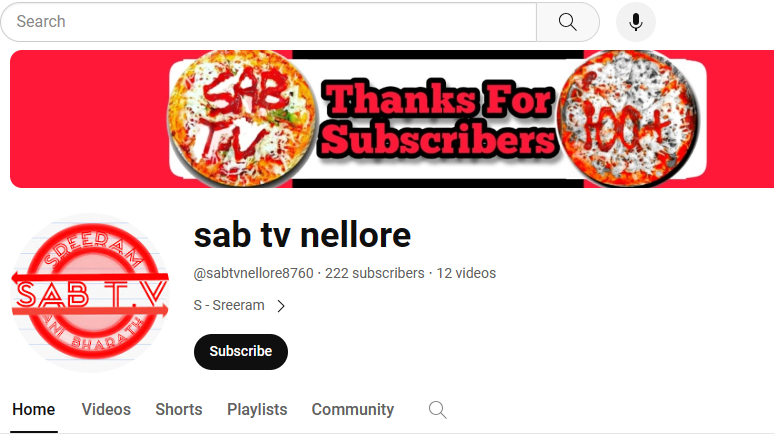 Search
SAB
TV
Thanks For
Subscribers
100+
sab tv nellore
@sabtvnellore8760 · 222 subscribers · 12 videos
S - Sreeram
Subscribe
SREERAM
SAB T.V
ANI BHARATH
Home Videos Shorts Playlists Community